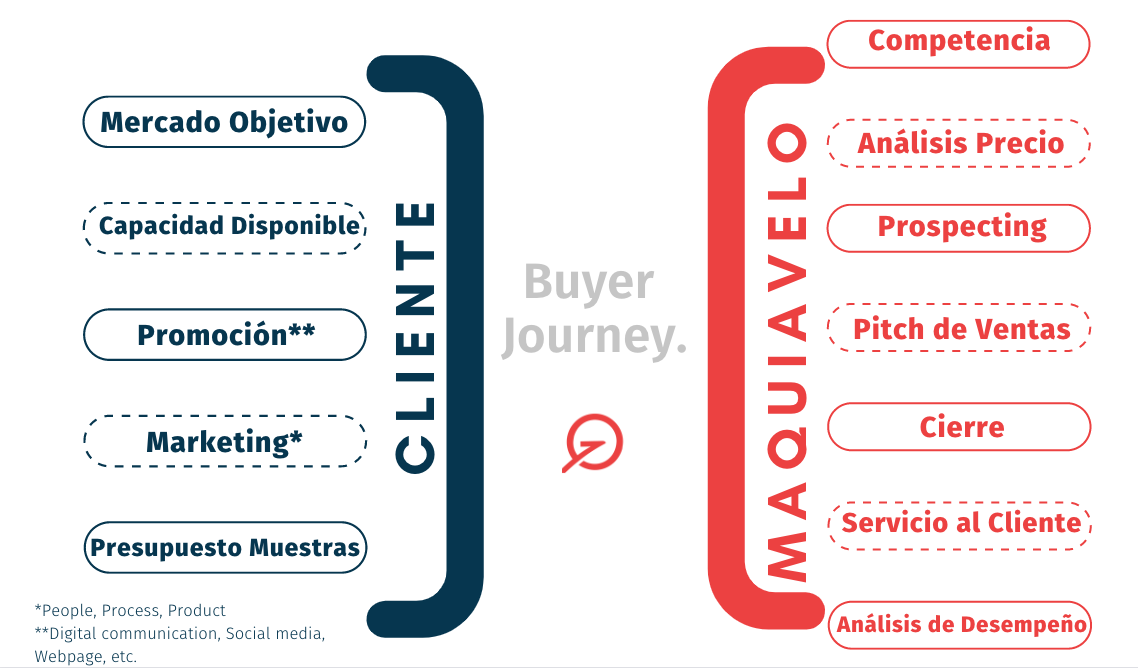 Mercado Objetivo
Capacidad Disponible
Promoción**
Marketing*
Presupuesto Muestras
*People, Process, Product
**Digital communication, Social media,
Webpage, etc.
CLIENTE
Buyer
Journey.
MAQUIAVELO
Competencia
Análisis Precio
Prospecting
Pitch de Ventas
Cierre
Servicio al Cliente
Análisis de Desempeño